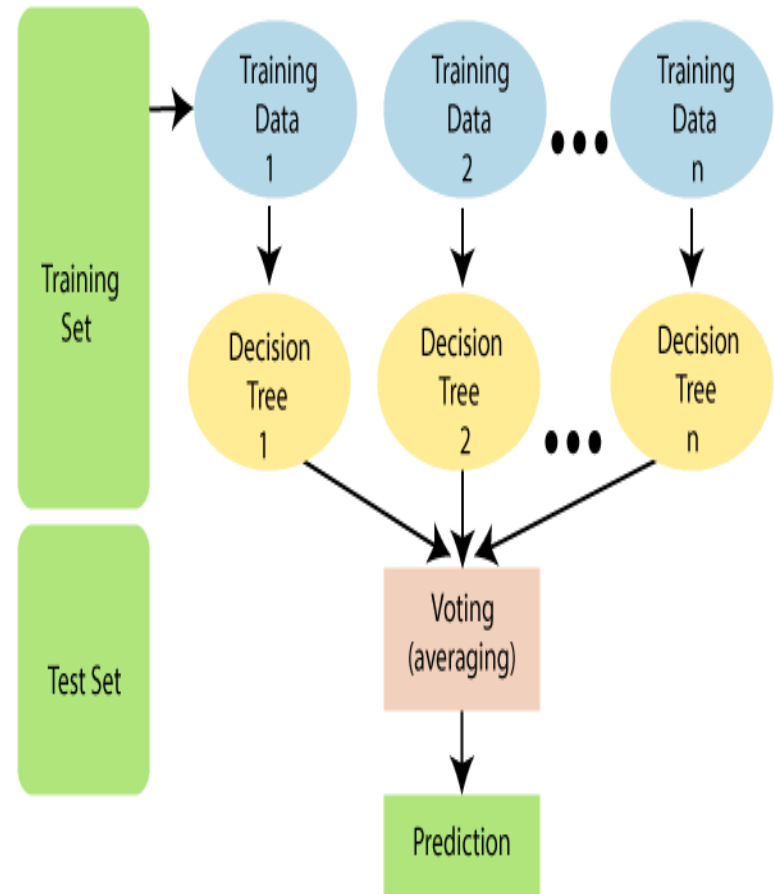 Training
Set
Training
Data
1
Training
Data
2
Training
Data
n
Decision
Tree
1
Decision
Tree
2
Decision
Tree
n
Test Set
Voting
(averaging)
Prediction